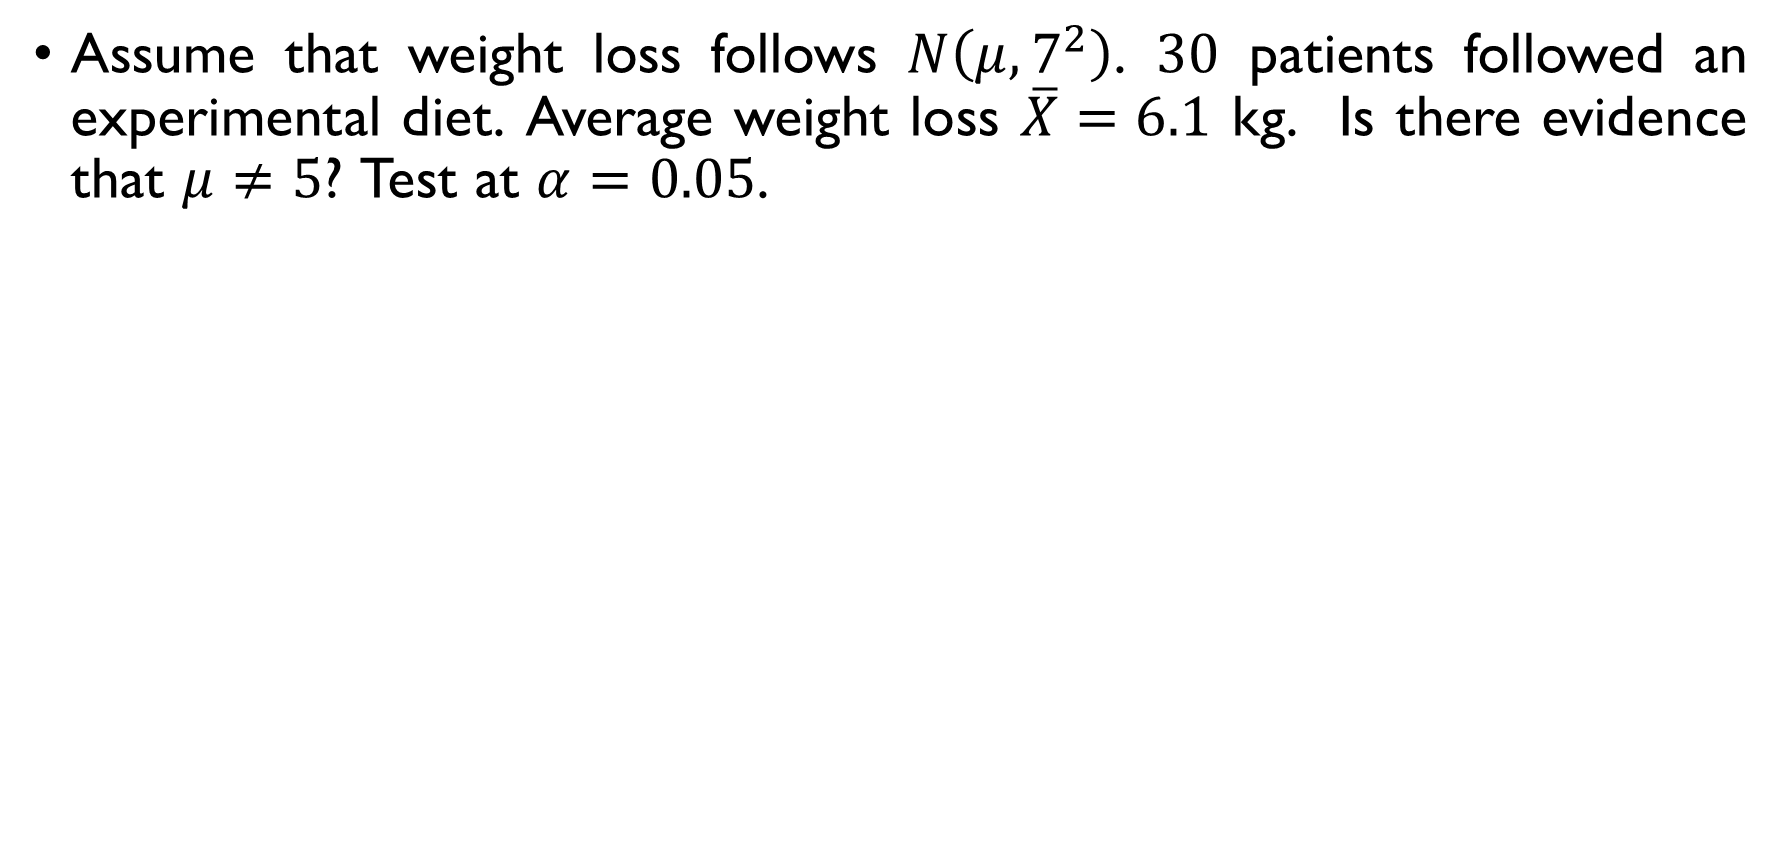 • Assume that weight loss follows N(μ, 7²). 30 patients followed an
experimental diet. Average weight loss X̄ = 6.1 kg. Is there evidence
that μ ≠ 5? Test at α = 0.05.